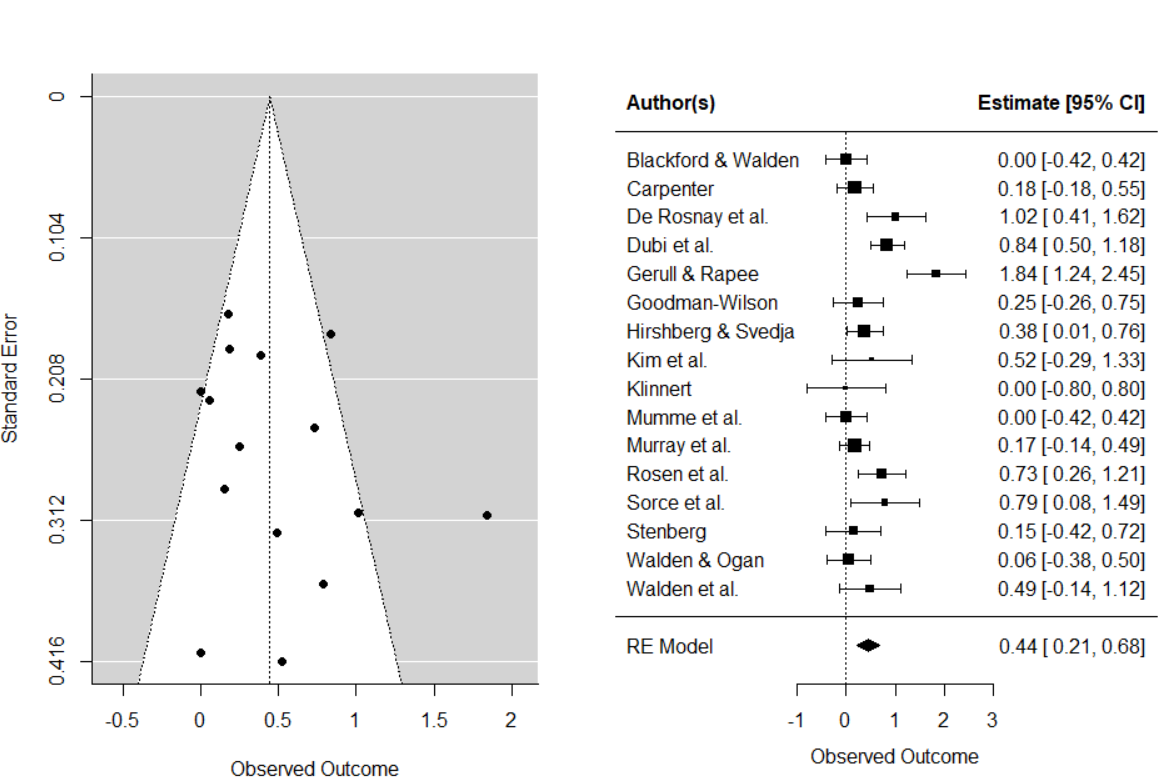 0
0.104
0.208
0.312
0.416
Standard Error
-0.5 0 0.5 1 1.5 2
Observed Outcome
Author(s) Estimate [95% CI]
Blackford & Walden 0.00 [-0.42, 0.42]
Carpenter 0.18 [-0.18, 0.55]
De Rosnay et al. 1.02 [ 0.41, 1.62]
Dubi et al. 0.84 [ 0.50, 1.18]
Gerull & Rapee 1.84 [ 1.24, 2.45]
Goodman-Wilson 0.25 [-0.26, 0.75]
Hirshberg & Svedja 0.38 [ 0.01, 0.76]
Kim et al. 0.52 [-0.29, 1.33]
Klinnert 0.00 [-0.80, 0.80]
Mumme et al. 0.00 [-0.42, 0.42]
Murray et al. 0.17 [-0.14, 0.49]
Rosen et al. 0.73 [ 0.26, 1.21]
Sorce et al. 0.79 [ 0.08, 1.49]
Stenberg 0.15 [-0.42, 0.72]
Walden & Ogan 0.06 [-0.38, 0.50]
Walden et al. 0.49 [-0.14, 1.12]
RE Model 0.44 [ 0.21, 0.68]
-1 0 1 2 3
Observed Outcome